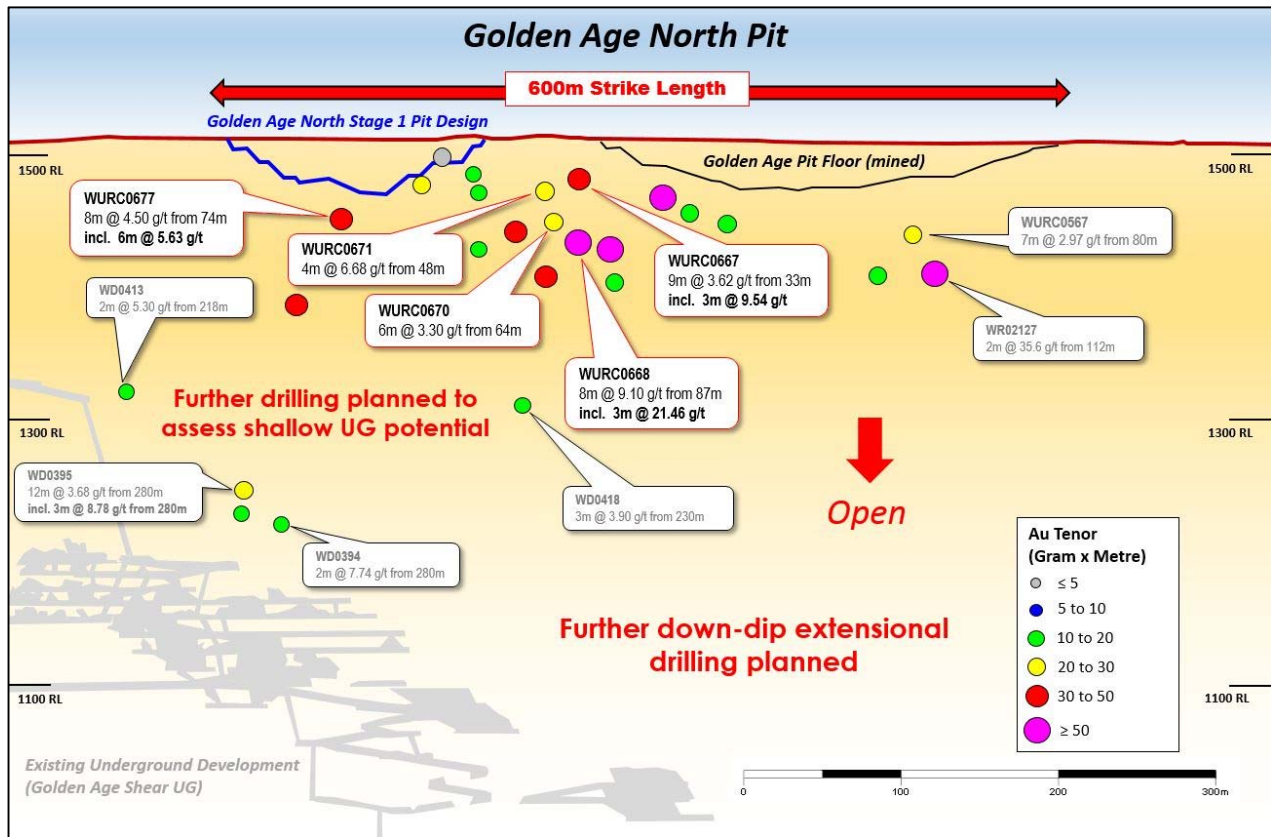 Golden Age North Pit
600m Strike Length
Golden Age North Stage 1 Pit Design
Golden Age Pit Floor (mined)
1500 RL
1500 RL
WURC0677
8m @ 4.50 g/t from 74m
incl. 6m @ 5.63 g/t
WURC0671
4m @ 6.68 g/t from 48m
WURC0670
6m @ 3.30 g/t from 64m
WURC0667
9m @ 3.62 g/t from 33m
incl. 3m @ 9.54 g/t
WURC0567
7m @ 2.97 g/t from 80m
WD0413
2m @ 5.30 g/t from 218m
WR02127
2m @ 35.6 g/t from 112m
WURC0668
8m @ 9.10 g/t from 87m
incl. 3m @ 21.46 g/t
Further drilling planned to
assess shallow UG potential
1300 RL
1300 RL
WD0395
12m @ 3.68 g/t from 280m
incl. 3m @ 8.78 g/t from 280m
WD0418
3m @ 3.90 g/t from 230m
Open
WD0394
2m @ 7.74 g/t from 280m
Further down-dip extensional
drilling planned
Au Tenor
(Gram x Metre)
≤ 5
5 to 10
10 to 20
20 to 30
30 to 50
≥ 50
1100 RL
1100 RL
Existing Underground Development
(Golden Age Shear UG)
0 100 200 300m